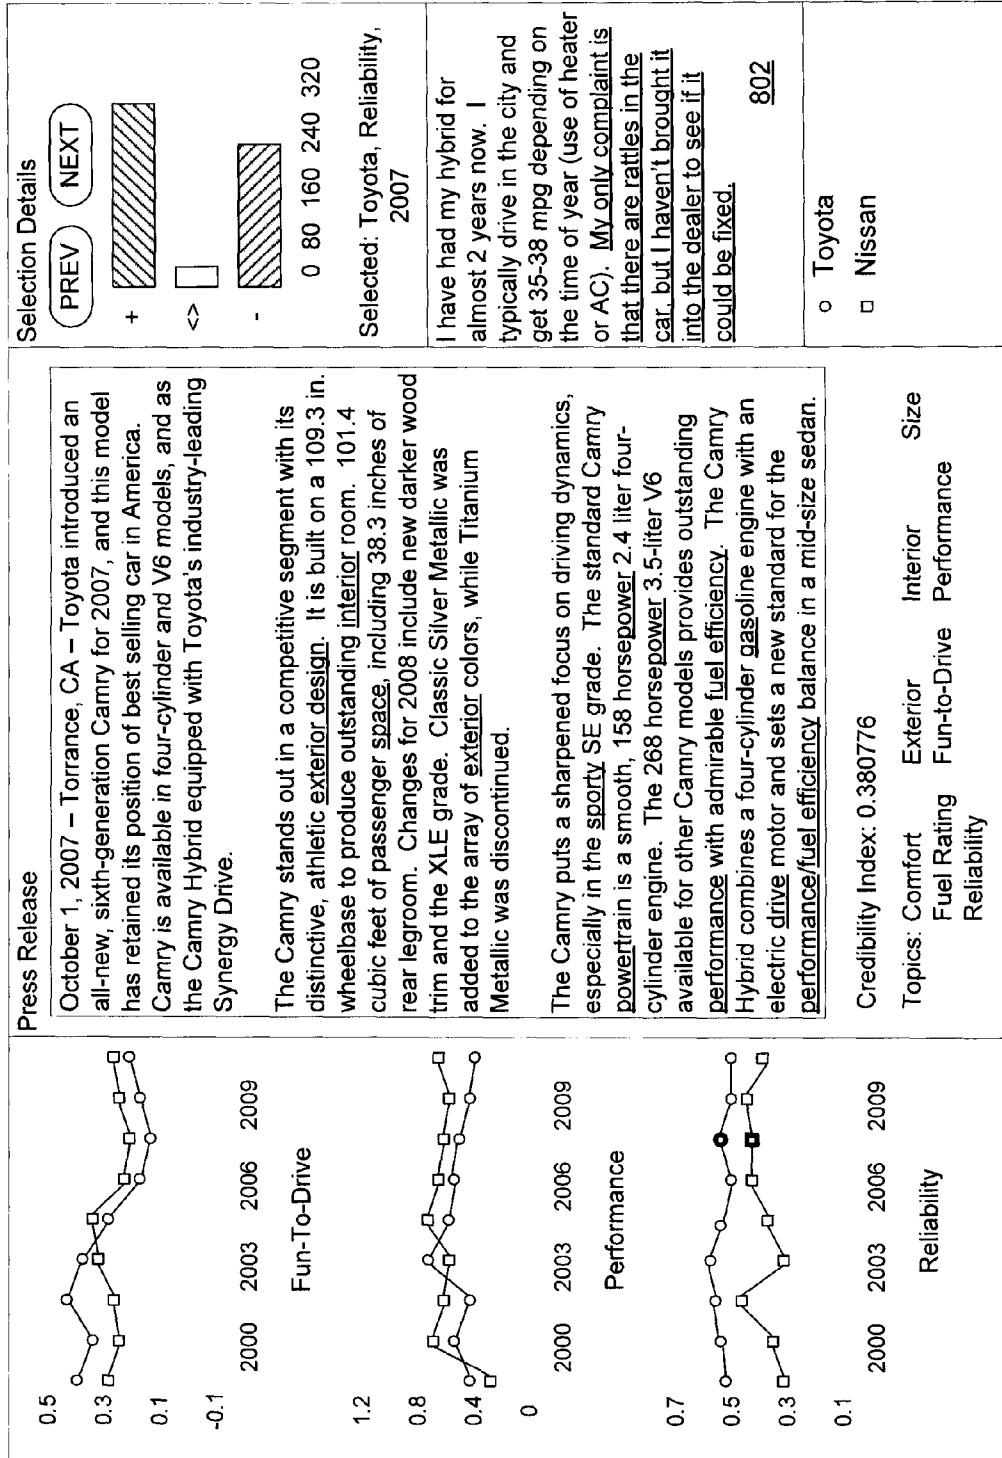 0.5
0.3
0.1
-0.1
2000 2003 2006 2009
Fun-To-Drive
1.2
0.8
0.4
0
2000 2003 2006 2009
Performance
0.7
0.5
0.3
0.1
2000 2003 2006 2009
Reliability
Press Release
October 1, 2007 – Torrance, CA – Toyota introduced an
all-new, sixth-generation Camry for 2007, and this model
has retained its position of best selling car in America.
Camry is available in four-cylinder and V6 models, and as
the Camry Hybrid equipped with Toyota's industry-leading
Synergy Drive.
The Camry stands out in a competitive segment with its
distinctive, athletic exterior design. It is built on a 109.3 in.
wheelbase to produce outstanding interior room. 101.4
cubic feet of passenger space, including 38.3 inches of
rear legroom. Changes for 2008 include new darker wood
trim and the XLE grade. Classic Silver Metallic was
added to the array of exterior colors, while Titanium
Metallic was discontinued.
The Camry puts a sharpened focus on driving dynamics,
especially in the sporty SE grade. The standard Camry
powertrain is a smooth, 158 horsepower 2.4 liter four-
cylinder engine. The 268 horsepower 3.5-liter V6
available for other Camry models provides outstanding
performance with admirable fuel efficiency. The Camry
Hybrid combines a four-cylinder gasoline engine with an
electric drive motor and sets a new standard for the
performance/fuel efficiency balance in a mid-size sedan.
Credibility Index: 0.380776
Topics: Comfort Exterior Interior Size
Fuel Rating Fun-to-Drive Performance
Reliability
Selection Details
PREV NEXT
+
<>
-
0 80 160 240 320
Selected: Toyota, Reliability,
2007
I have had my hybrid for
almost 2 years now. I
typically drive in the city and
get 35-38 mpg depending on
the time of year (use of heater
or AC). My only complaint is
that there are rattles in the
car, but I haven't brought it
into the dealer to see if it
could be fixed.
802
Toyota
Nissan